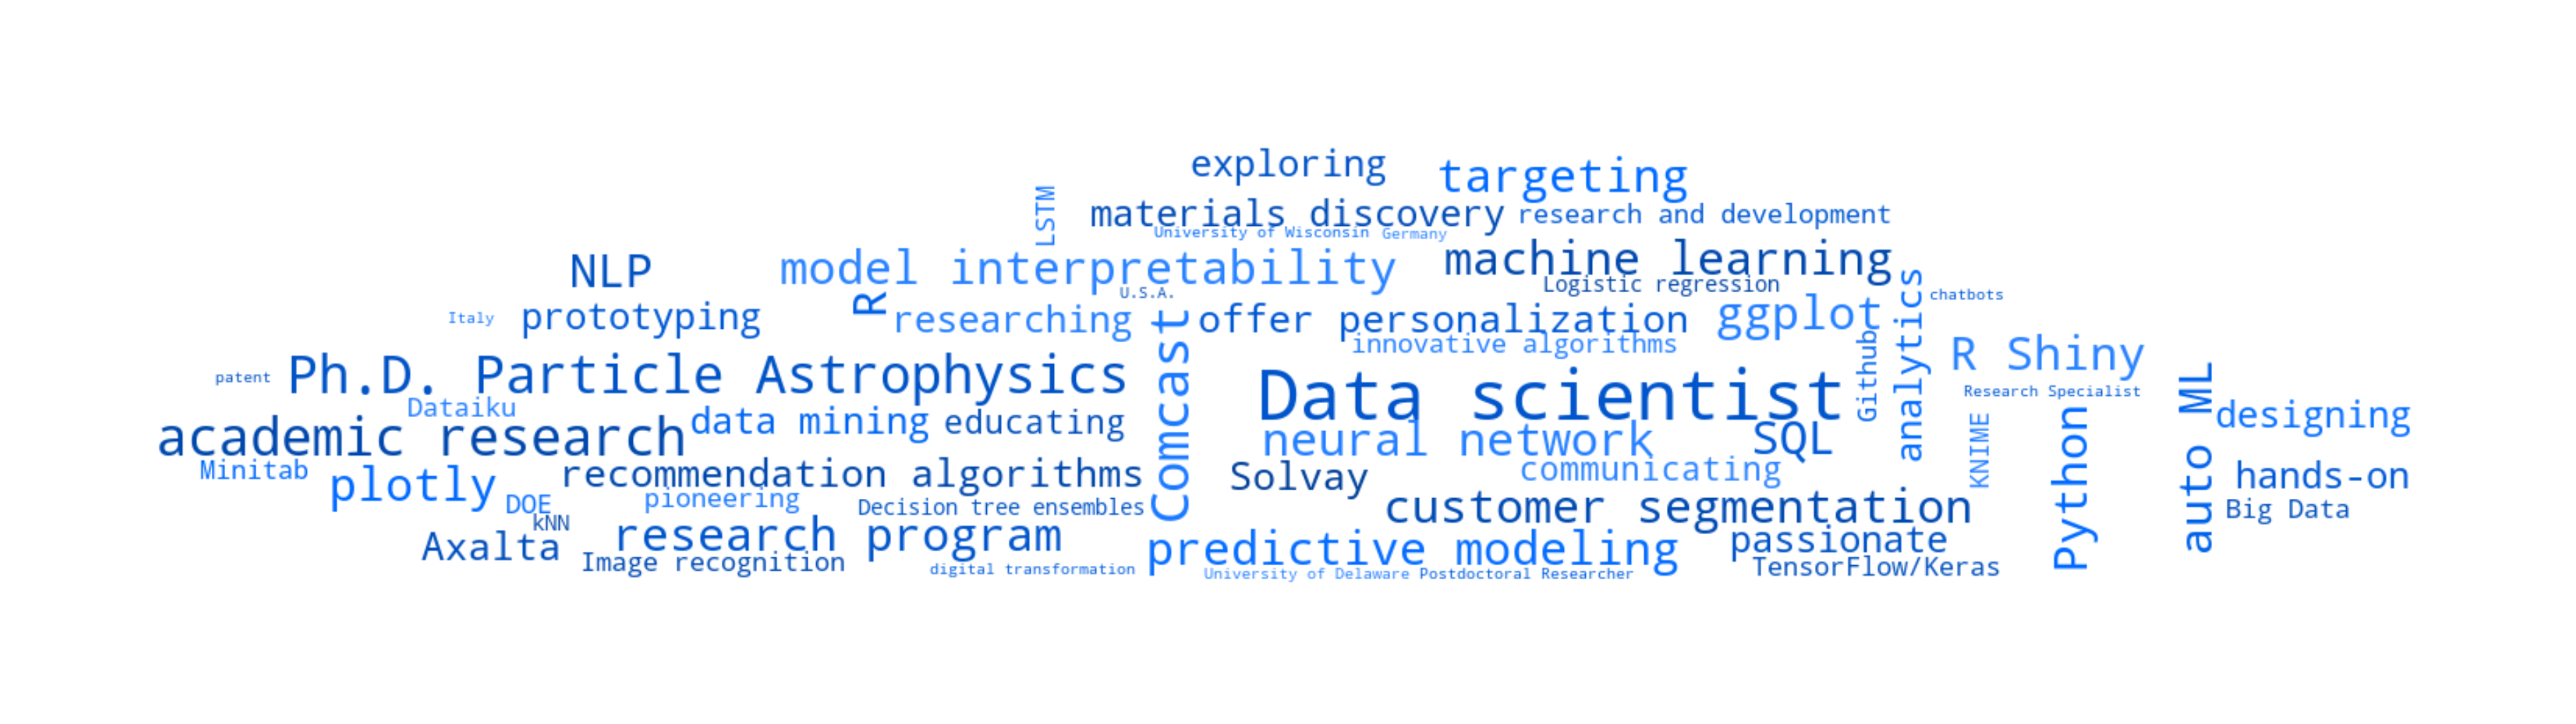 exploring
targeting
LSTM
materials discovery
research and development
University of Wisconsin
Germany
NLP
model interpretability
machine learning
Logistic regression
U.S.A.
R
chatbots
Italy
prototyping
researching
offer personalization
ggplot
innovative algorithms
Github
analytics
R Shiny
patent
Ph.D. Particle Astrophysics
Comcast
Data scientist
Research Specialist
auto ML
Dataiku
data mining
educating
designing
academic research
neural network
SQL
KNIME
Python
Minitab
plotly
recommendation algorithms
Solvay
communicating
hands-on
DOE
pioneering
Decision tree ensembles
customer segmentation
Big Data
kNN
Axalta
research program
predictive modeling
passionate
Image recognition
digital transformation
University of Delaware
Postdoctoral Researcher
TensorFlow/Keras